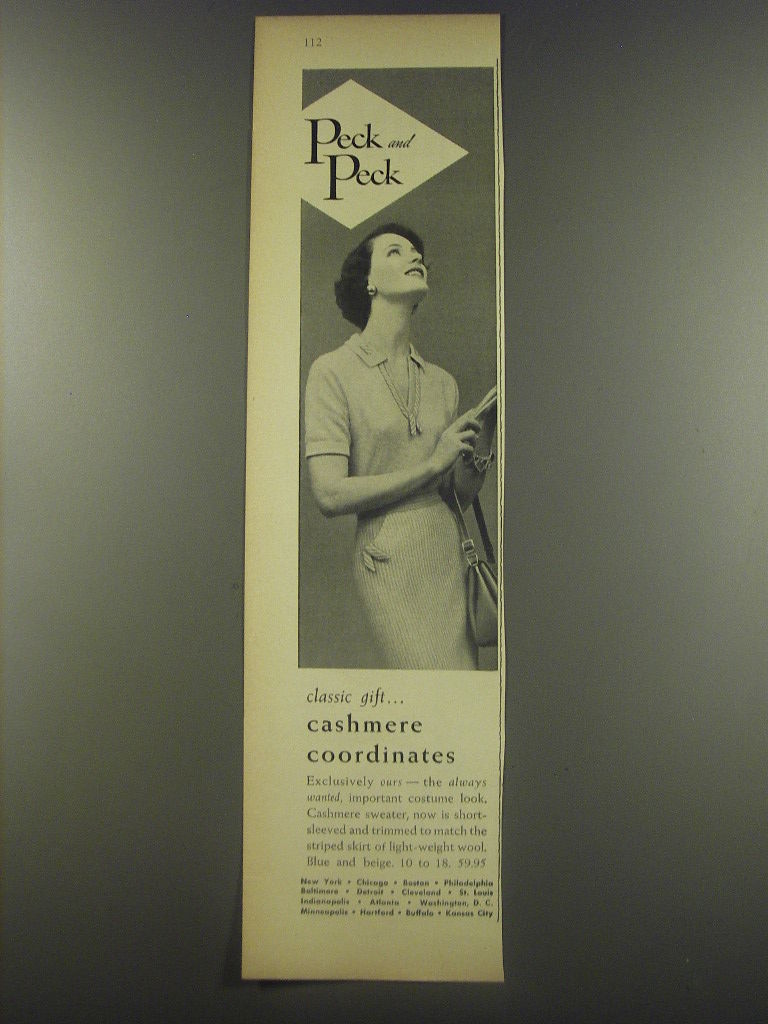 112
Peck and
Peck
classic gift...
cashmere
coordinates
Exclusively ours — the always
wanted, important costume look.
Cashmere sweater, now is short-
sleeved and trimmed to match the
striped skirt of light-weight wool.
Blue and beige. 10 to 18. 59.95
New York • Chicago • Boston • Philadelphia
Baltimore • Detroit • Cleveland • St. Louis
Indianapolis • Atlanta • Washington, D. C.
Minneapolis • Hartford • Buffalo • Kansas City